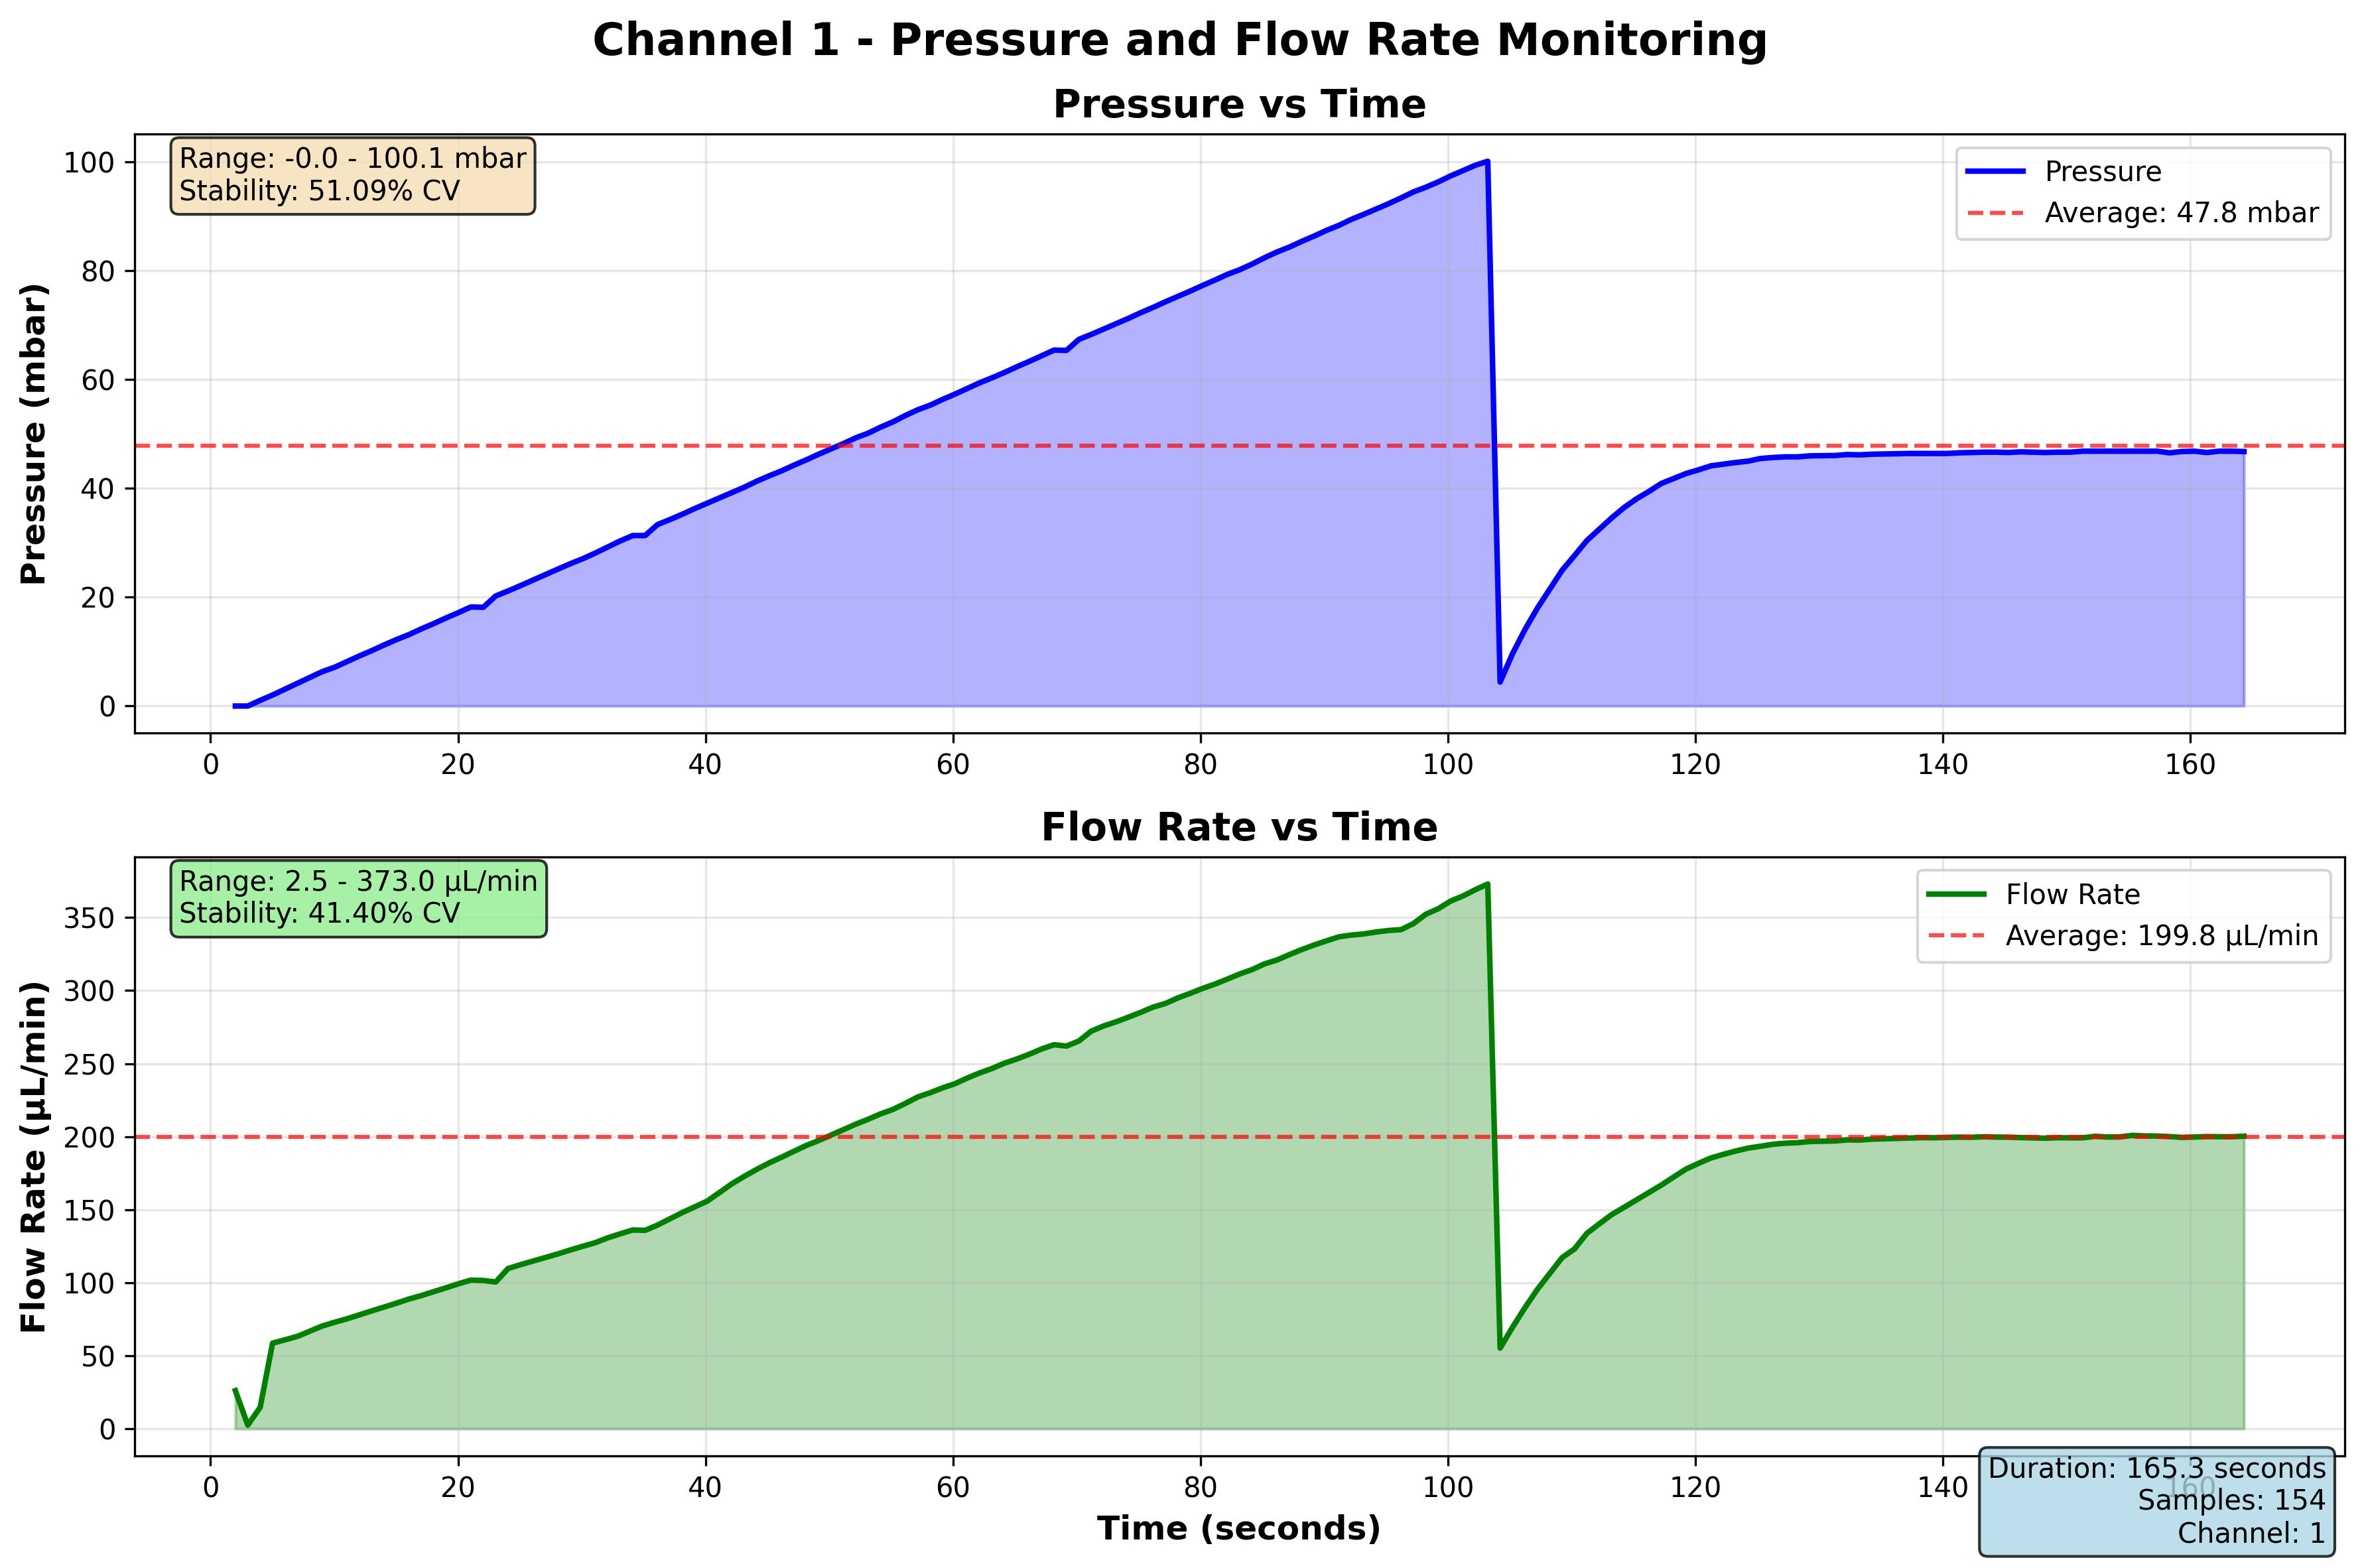 Channel 1 - Pressure and Flow Rate Monitoring
Pressure vs Time
Range: -0.0 - 100.1 mbar
Stability: 51.09% CV
Pressure
Average: 47.8 mbar
Pressure (mbar)
100
80
60
40
20
0
0 20 40 60 80 100 120 140 160
Flow Rate vs Time
Range: 2.5 - 373.0 μL/min
Stability: 41.40% CV
Flow Rate
Average: 199.8 μL/min
Flow Rate (μL/min)
350
300
250
200
150
100
50
0
0 20 40 60 80 100 120 140 160
Time (seconds)
Duration: 165.3 seconds
Samples: 154
Channel: 1